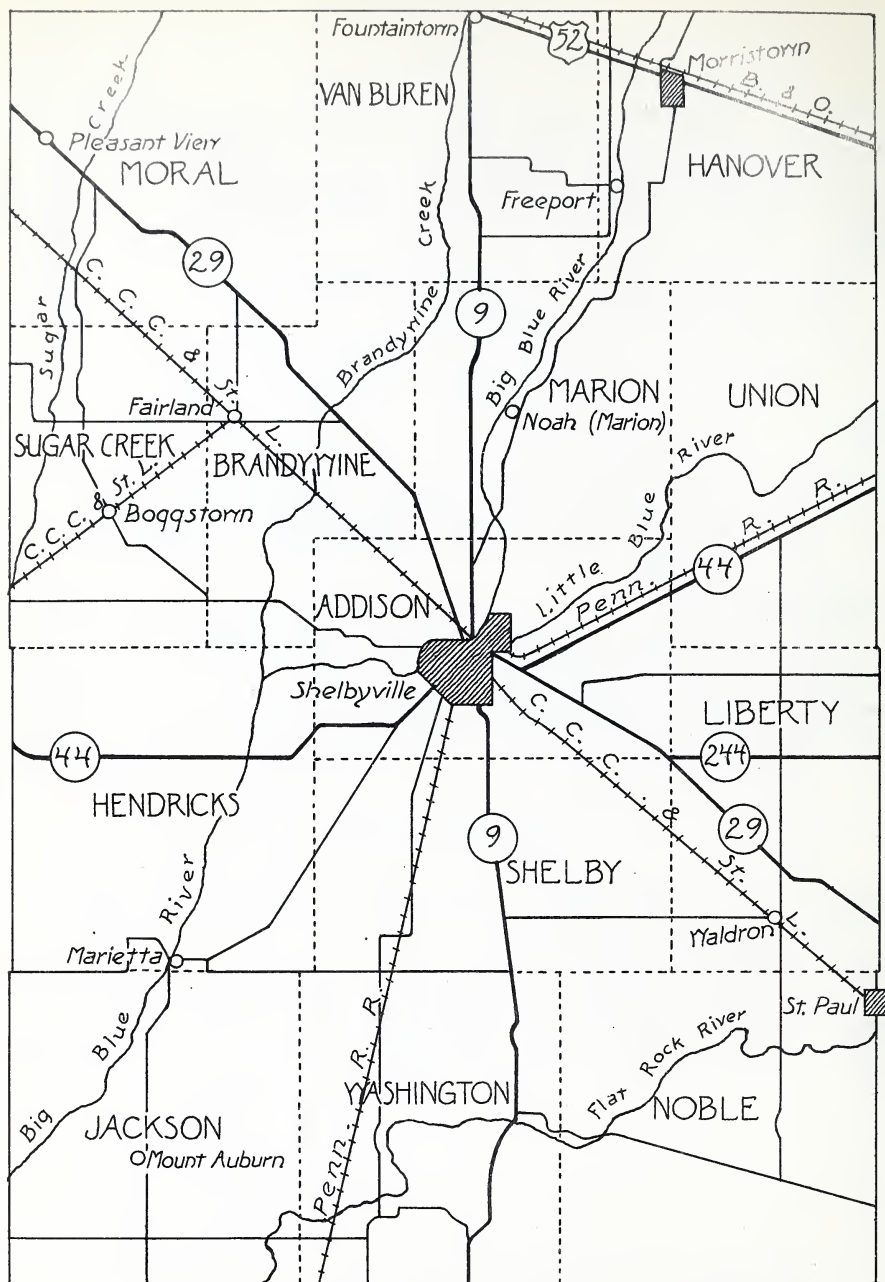 Fountaintown
52
Morristown
B. & O.
VAN BUREN
Creek
Pleasant View
MORAL
HANOVER
Freeport
Creek
29
C. C. C. & St. L.
9
Big Blue River
Sugar
Brandywine
MARION
UNION
Fairland
Noah (Marion)
SUGAR CREEK
BRANDYWINE
River
C. C. C. & St. L.
Boggstown
Blue
Penn. R. R.
44
Little
ADDISON
Shelbyville
LIBERTY
44
C. C. C. & St. L.
244
HENDRICKS
29
9
SHELBY
River
Waldron
Marietta
St. Paul
Blue
Penn. R. R.
Flat Rock River
WASHINGTON
NOBLE
Big
JACKSON
Mount Auburn